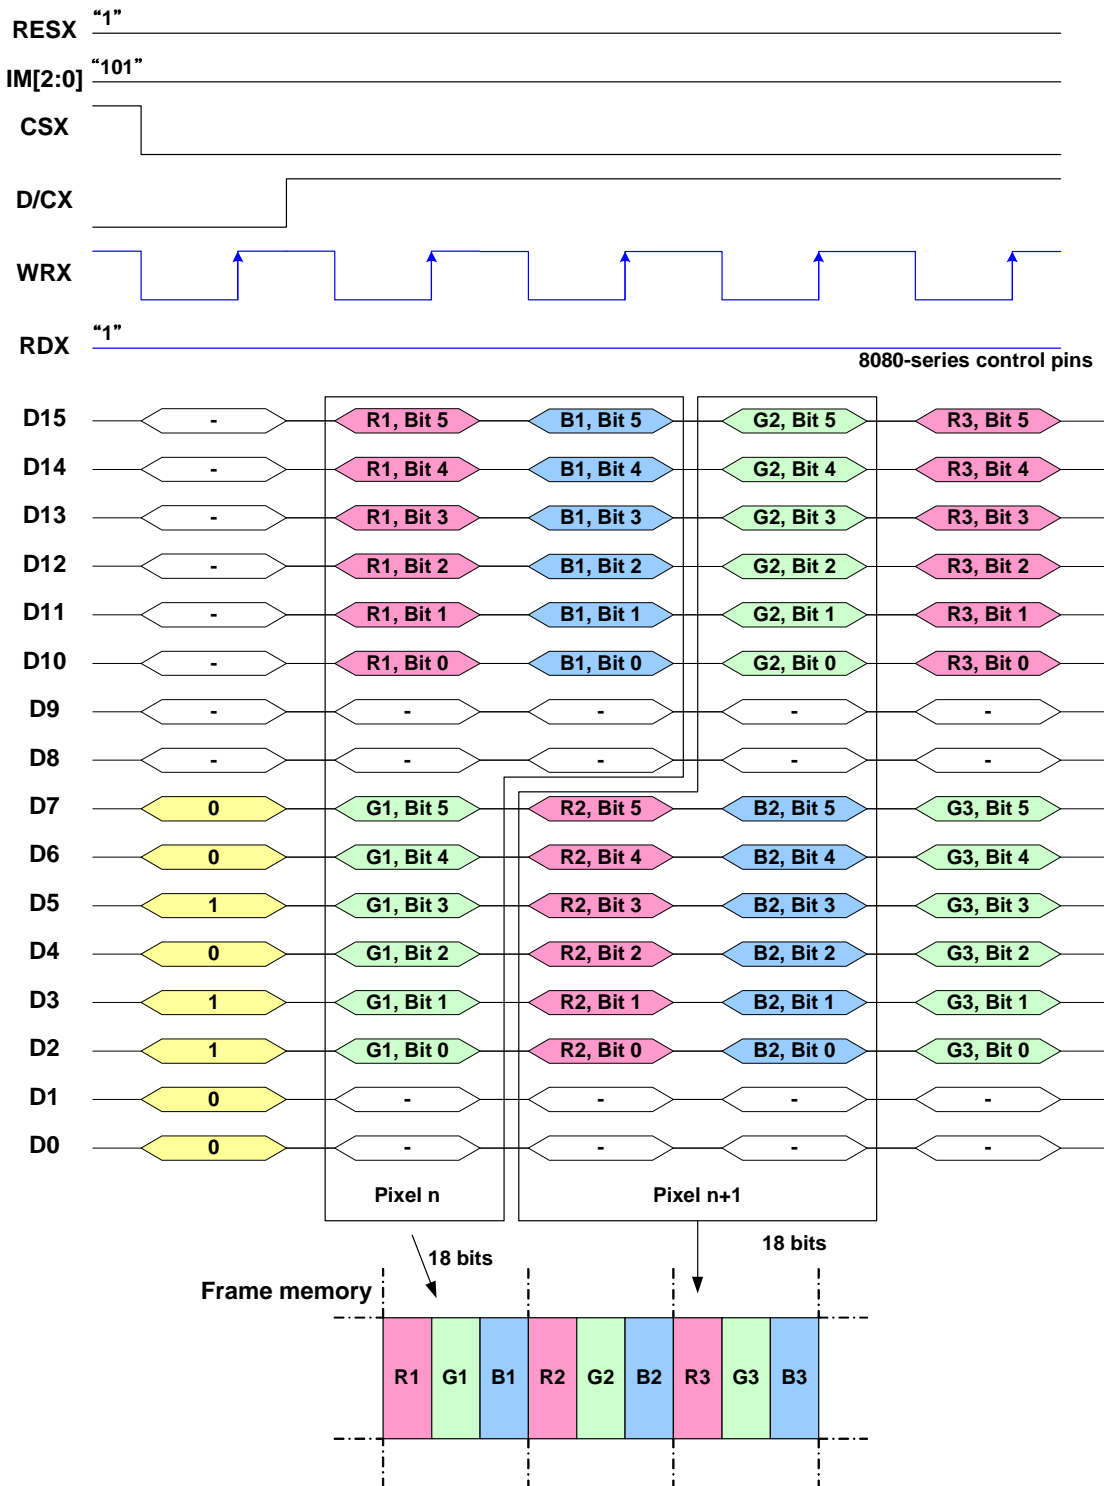 RESX “1”
IM[2:0] “101”
CSX
D/CX
WRX
RDX “1”
8080-series control pins
D15 - R1, Bit 5 B1, Bit 5 G2, Bit 5 R3, Bit 5
D14 - R1, Bit 4 B1, Bit 4 G2, Bit 4 R3, Bit 4
D13 - R1, Bit 3 B1, Bit 3 G2, Bit 3 R3, Bit 3
D12 - R1, Bit 2 B1, Bit 2 G2, Bit 2 R3, Bit 2
D11 - R1, Bit 1 B1, Bit 1 G2, Bit 1 R3, Bit 1
D10 - R1, Bit 0 B1, Bit 0 G2, Bit 0 R3, Bit 0
D9 - - - - -
D8 - - - - -
D7 0 G1, Bit 5 R2, Bit 5 B2, Bit 5 G3, Bit 5
D6 0 G1, Bit 4 R2, Bit 4 B2, Bit 4 G3, Bit 4
D5 1 G1, Bit 3 R2, Bit 3 B2, Bit 3 G3, Bit 3
D4 0 G1, Bit 2 R2, Bit 2 B2, Bit 2 G3, Bit 2
D3 1 G1, Bit 1 R2, Bit 1 B2, Bit 1 G3, Bit 1
D2 1 G1, Bit 0 R2, Bit 0 B2, Bit 0 G3, Bit 0
D1 0 - - - -
D0 0 - - - -
Pixel n Pixel n+1
18 bits 18 bits
Frame memory
R1 G1 B1 R2 G2 B2 R3 G3 B3